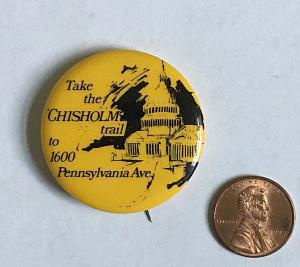 Take
the
'CHISHOLM'
trail
to
1600
Pennsylvania Ave.